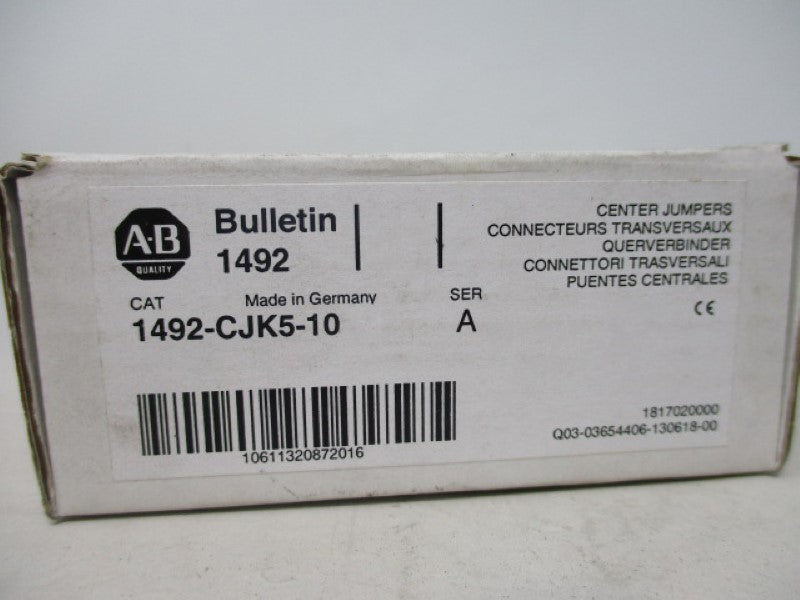 A-B
QUALITY
Bulletin
1492
CENTER JUMPERS
CONNECTEURS TRANSVERSAUX
QUERVERBINDER
CONNETTORI TRASVERSALI
PUENTES CENTRALES
CAT
Made in Germany
SER
1492-CJK5-10
A
CE
10611320872016
1817020000
Q03-03654406-130618-00